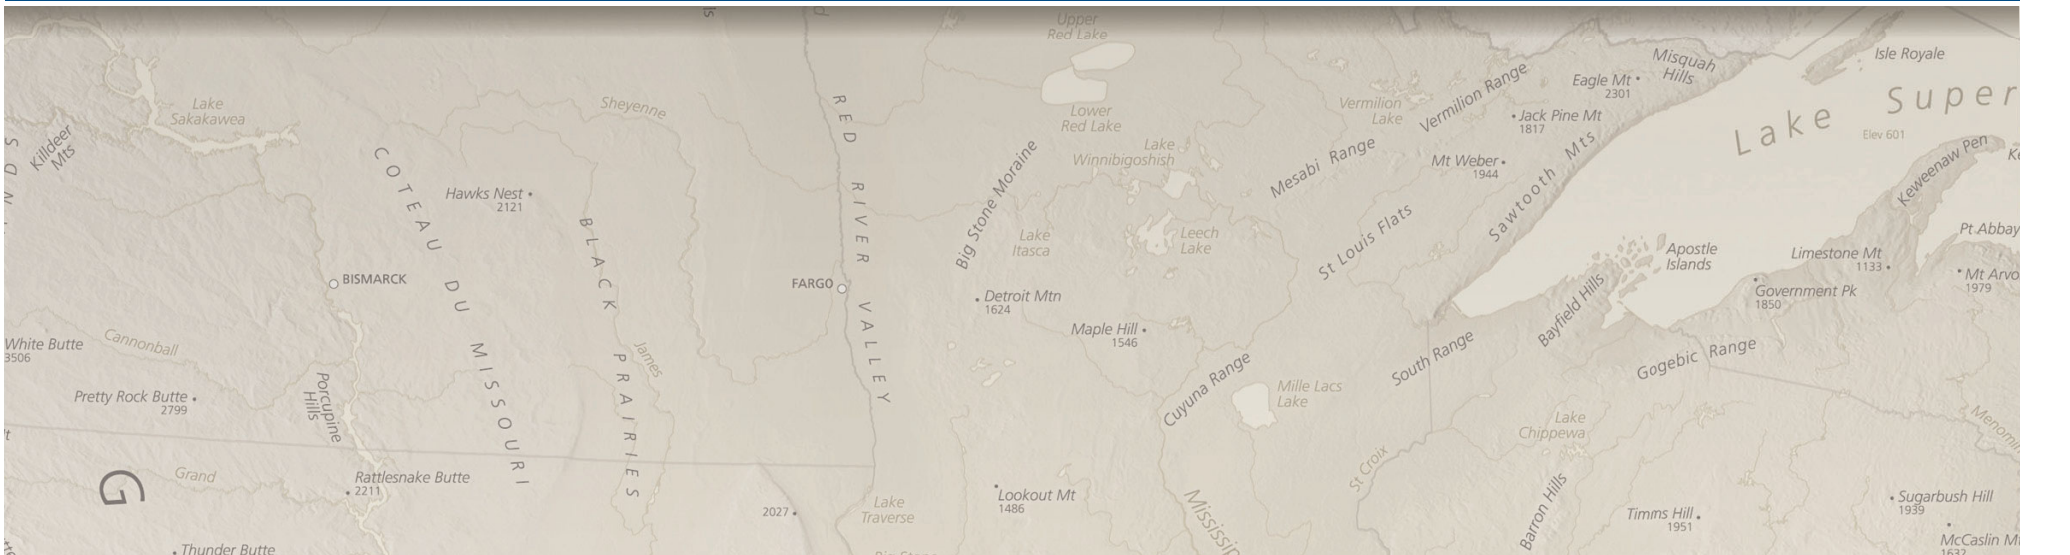 Upper
Red Lake
Isle Royale
Misquah
Hills
Eagle Mt
2301
Vermilion Range
Lake Super
Elev 601
Lake
Sakakawea
Sheyenne
RED RIVER VALLEY
Lower
Red Lake
Vermilion
Lake
Jack Pine Mt
1817
Killdeer
Mts
COTEAU DU MISSOURI
Lake
Winnibigoshish
Mesabi Range
Mt Weber
1944
Sawtooth Mts
Keweenaw Pen
Hawks Nest
2121
BLACK PRAIRIES
Big Stone Moraine
Lake
Itasca
Leech
Lake
St Louis Flats
Apostle
Islands
Limestone Mt
1133
Pt Abbay
Mt Arvo
1979
BISMARCK
FARGO
Detroit Mtn
1624
Government Pk
1850
Bayfield Hills
Maple Hill
1546
White Butte
3506
Cannonball
James
Cuyuna Range
South Range
Gogebic Range
Pretty Rock Butte
2799
Porcupine
Hills
Mille Lacs
Lake
Lake
Chippewa
Menomin
G
Grand
Rattlesnake Butte
2211
St Croix
Barron Hills
2027
Lake
Traverse
Lookout Mt
1486
Mississip
Timms Hill
1951
Sugarbush Hill
1939
McCaslin Mt
1632
Thunder Butte